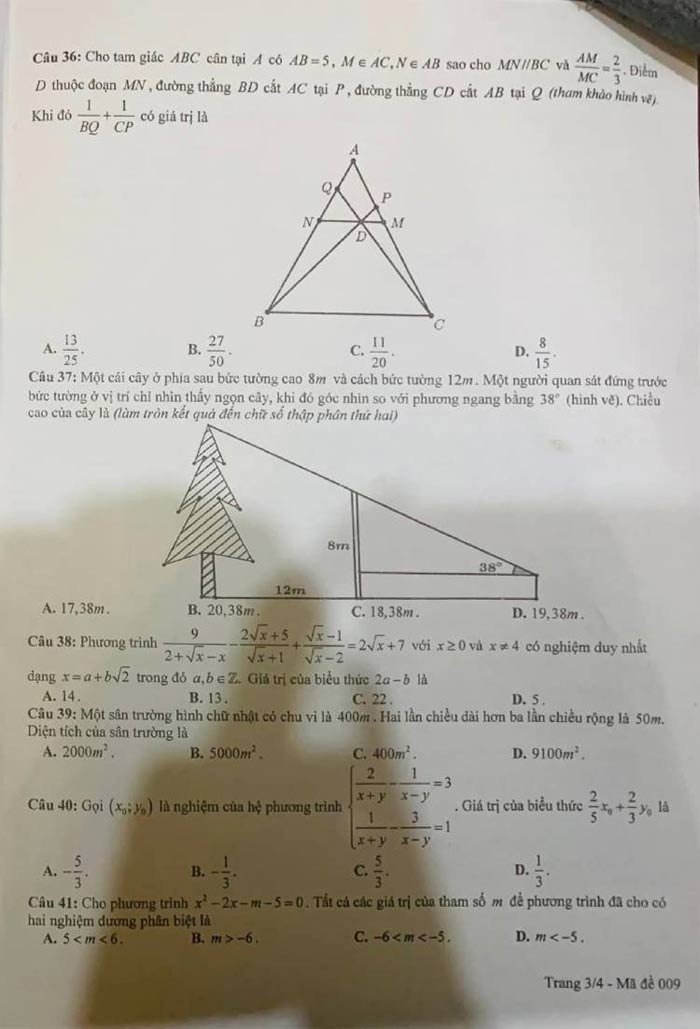 Câu 36: Cho tam giác ABC cân tại A có AB = 5, M ∈ AC, N ∈ AB sao cho MN//BC và AM/MC = 2/3. Điểm
D thuộc đoạn MN, đường thẳng BD cắt AC tại P, đường thẳng CD cắt AB tại Q (tham khảo hình vẽ).
Khi đó 1/BQ + 1/CP có giá trị là
A
Q
P
N
M
D
B
C
A. 13/25. B. 27/50. C. 11/20. D. 8/15.
Câu 37: Một cái cây ở phía sau bức tường cao 8m và cách bức tường 12m. Một người quan sát đứng trước
bức tường ở vị trí chỉ nhìn thấy ngọn cây, khi đó góc nhìn so với phương ngang bằng 38° (hình vẽ). Chiều
cao của cây là (làm tròn kết quả đến chữ số thập phân thứ hai)
8m
38°
12m
A. 17,38m. B. 20,38m. C. 18,38m. D. 19,38m.
Câu 38: Phương trình 9/(2+√x−x) − (2√x+5)/(√x+1) + (√x−1)/(√x−2) = 2√x+7 với x ≥ 0 và x ≠ 4 có nghiệm duy nhất
dạng x = a + b√2 trong đó a, b ∈ ℤ. Giá trị của biểu thức 2a − b là
A. 14. B. 13. C. 22. D. 5.
Câu 39: Một sân trường hình chữ nhật có chu vi là 400m. Hai lần chiều dài hơn ba lần chiều rộng là 50m.
Diện tích của sân trường là
A. 2000m². B. 5000m². C. 400m². D. 9100m².
Câu 40: Gọi (x₀; y₀) là nghiệm của hệ phương trình { 2/(x+y) − 1/(x−y) = 3
1/(x+y) − 3/(x−y) = 1 . Giá trị của biểu thức 2/5 x₀ + 2/3 y₀ là
A. −5/3. B. −1/3. C. 5/3. D. 1/3.
Câu 41: Cho phương trình x² − 2x − m − 5 = 0. Tất cả các giá trị của tham số m để phương trình đã cho có
hai nghiệm dương phân biệt là
A. 5 < m < 6. B. m > −6. C. −6 < m < −5. D. m < −5.
Trang 3/4 - Mã đề 009